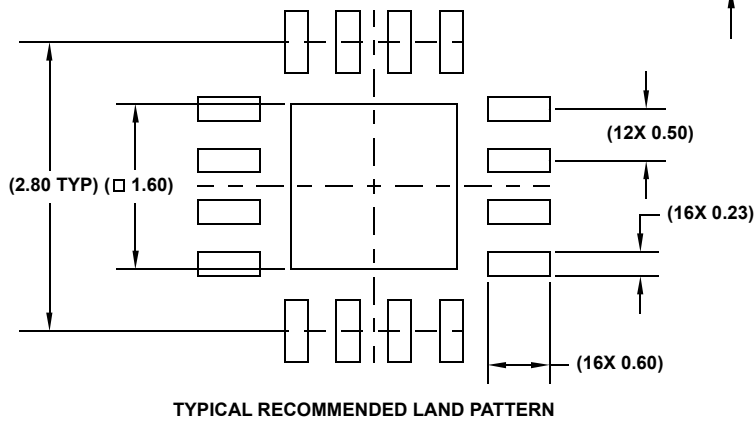 (12X 0.50)
(2.80 TYP) (□ 1.60)
(16X 0.23)
(16X 0.60)
TYPICAL RECOMMENDED LAND PATTERN